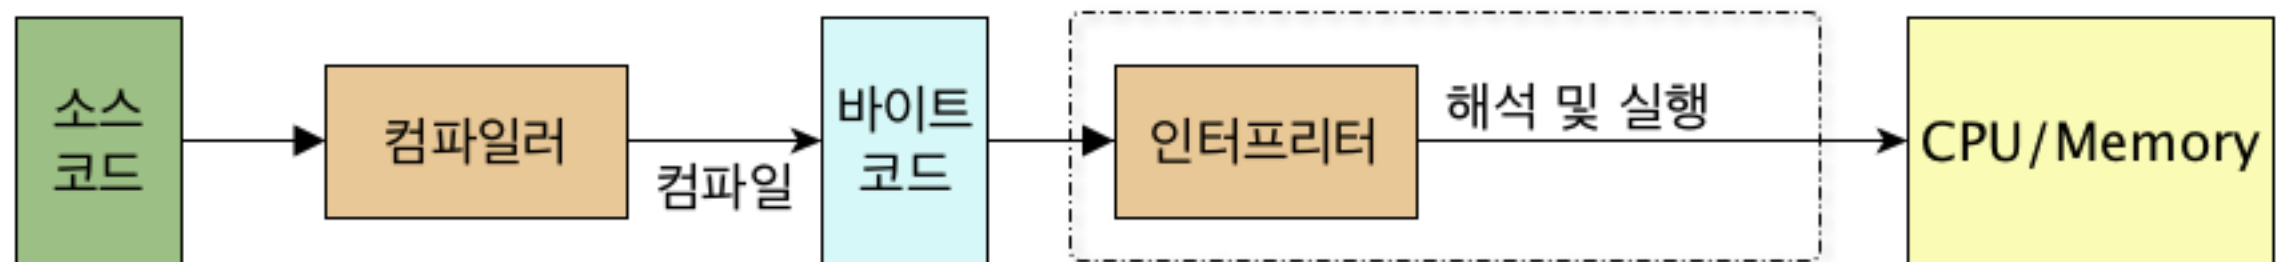 소스
코드
컴파일러
컴파일
바이트
코드
인터프리터
해석 및 실행
CPU/Memory